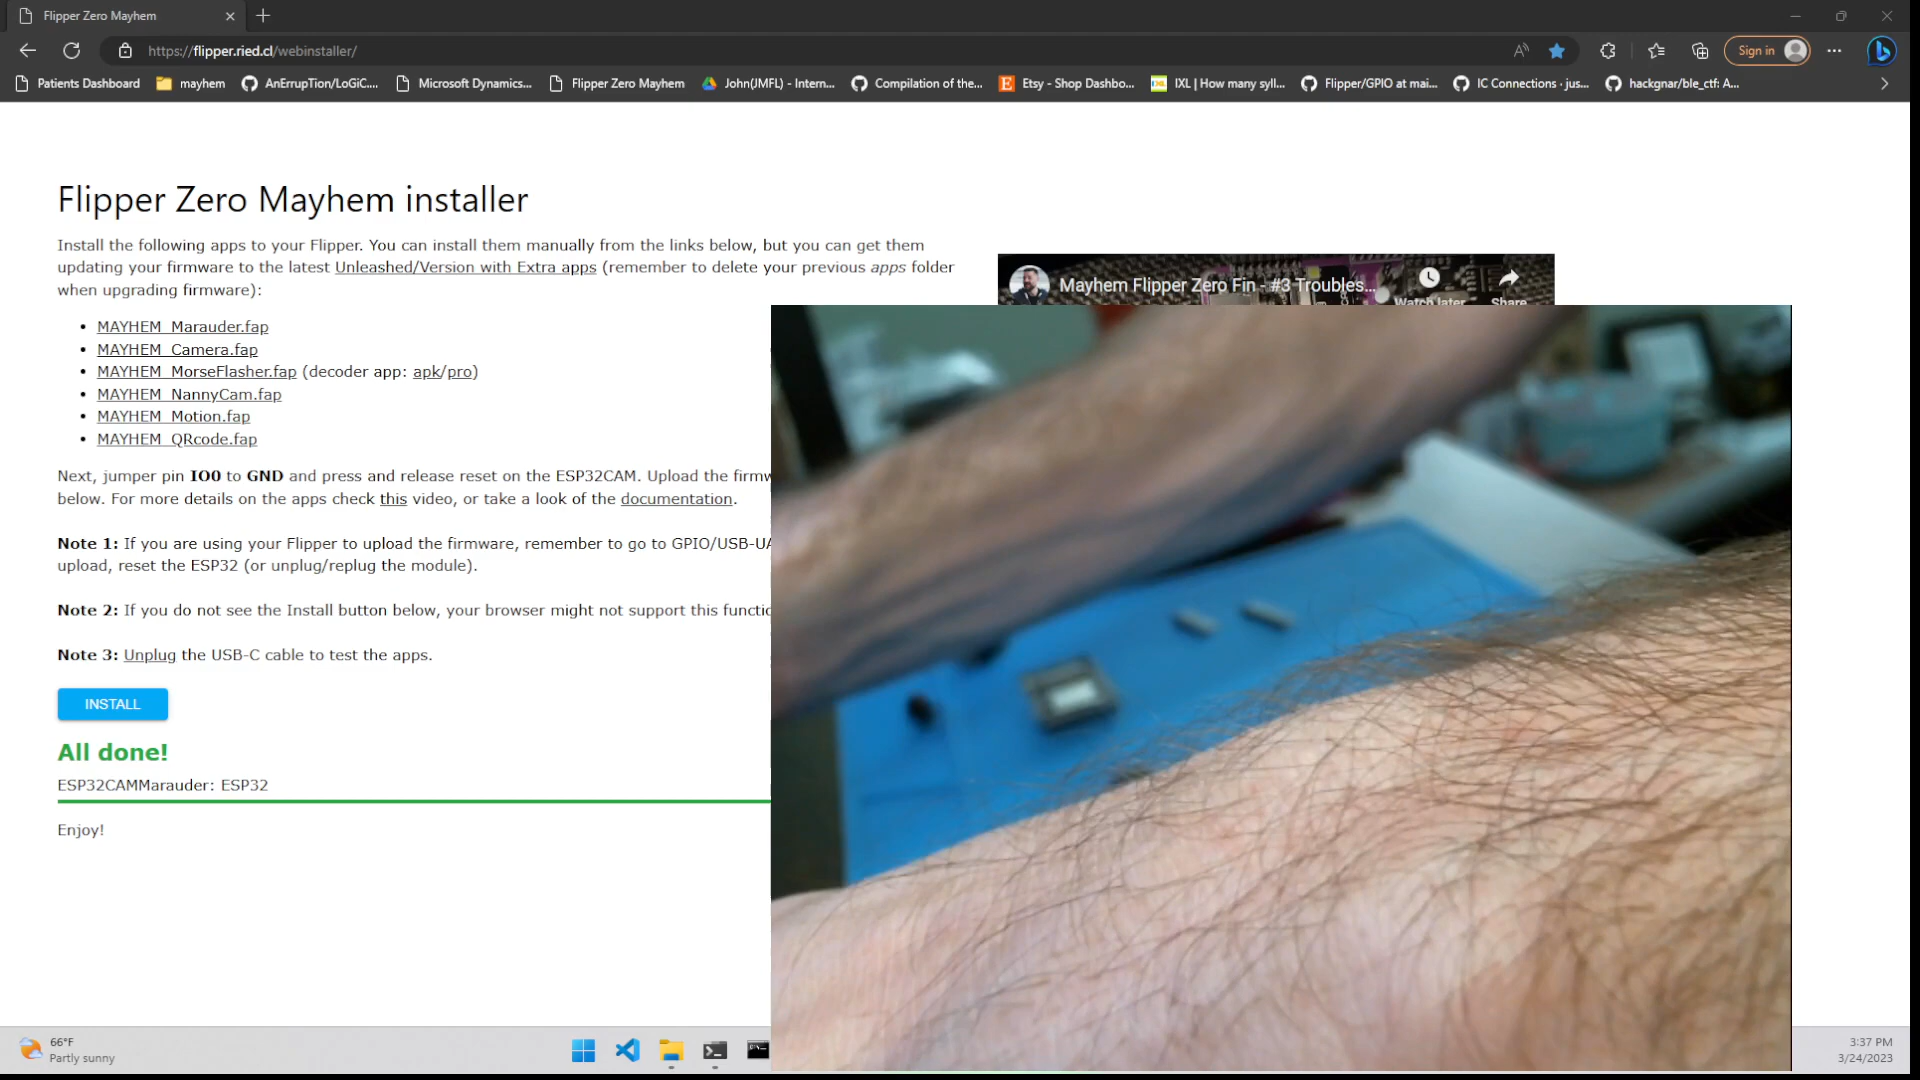 Flipper Zero Mayhem
https://flipper.ried.cl/webinstaller/
Sign in
Patients Dashboard
mayhem
AnErrupTion/LoGiC....
Microsoft Dynamics...
Flipper Zero Mayhem
John(JMFL) - Intern...
Compilation of the...
Etsy - Shop Dashbo...
IXL | How many syll...
Flipper/GPIO at mai...
IC Connections · jus...
hackgnar/ble_ctf: A...
Flipper Zero Mayhem installer
Install the following apps to your Flipper. You can install them manually from the links below, but you can get them
updating your firmware to the latest Unleashed/Version with Extra apps (remember to delete your previous apps folder
when upgrading firmware):
• MAYHEM_Marauder.fap
• MAYHEM_Camera.fap
• MAYHEM_MorseFlasher.fap (decoder app: apk/pro)
• MAYHEM_NannyCam.fap
• MAYHEM_Motion.fap
• MAYHEM_QRcode.fap
Next, jumper pin IO0 to GND and press and release reset on the ESP32CAM. Upload the firmw
below. For more details on the apps check this video, or take a look of the documentation.
Note 1: If you are using your Flipper to upload the firmware, remember to go to GPIO/USB-UA
upload, reset the ESP32 (or unplug/replug the module).
Note 2: If you do not see the Install button below, your browser might not support this functio
Note 3: Unplug the USB-C cable to test the apps.
INSTALL
All done!
ESP32CAMMarauder: ESP32
Enjoy!
Mayhem Flipper Zero Fin - #3 Troubles...
Watch later
Share
66°F
Partly sunny
3:37 PM
3/24/2023